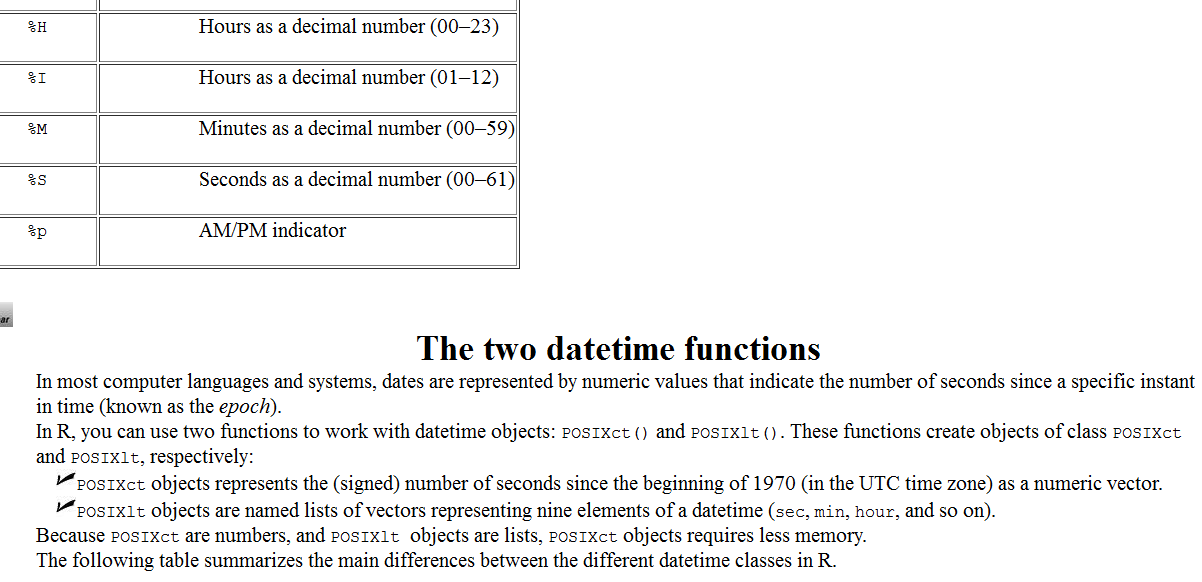 %H Hours as a decimal number (00–23)
%I Hours as a decimal number (01–12)
%M Minutes as a decimal number (00–59)
%S Seconds as a decimal number (00–61)
%p AM/PM indicator
ar
The two datetime functions
In most computer languages and systems, dates are represented by numeric values that indicate the number of seconds since a specific instant
in time (known as the epoch).
In R, you can use two functions to work with datetime objects: POSIXct() and POSIXlt(). These functions create objects of class POSIXct
and POSIXlt, respectively:
POSIXct objects represents the (signed) number of seconds since the beginning of 1970 (in the UTC time zone) as a numeric vector.
POSIXlt objects are named lists of vectors representing nine elements of a datetime (sec, min, hour, and so on).
Because POSIXct are numbers, and POSIXlt objects are lists, POSIXct objects requires less memory.
The following table summarizes the main differences between the different datetime classes in R.